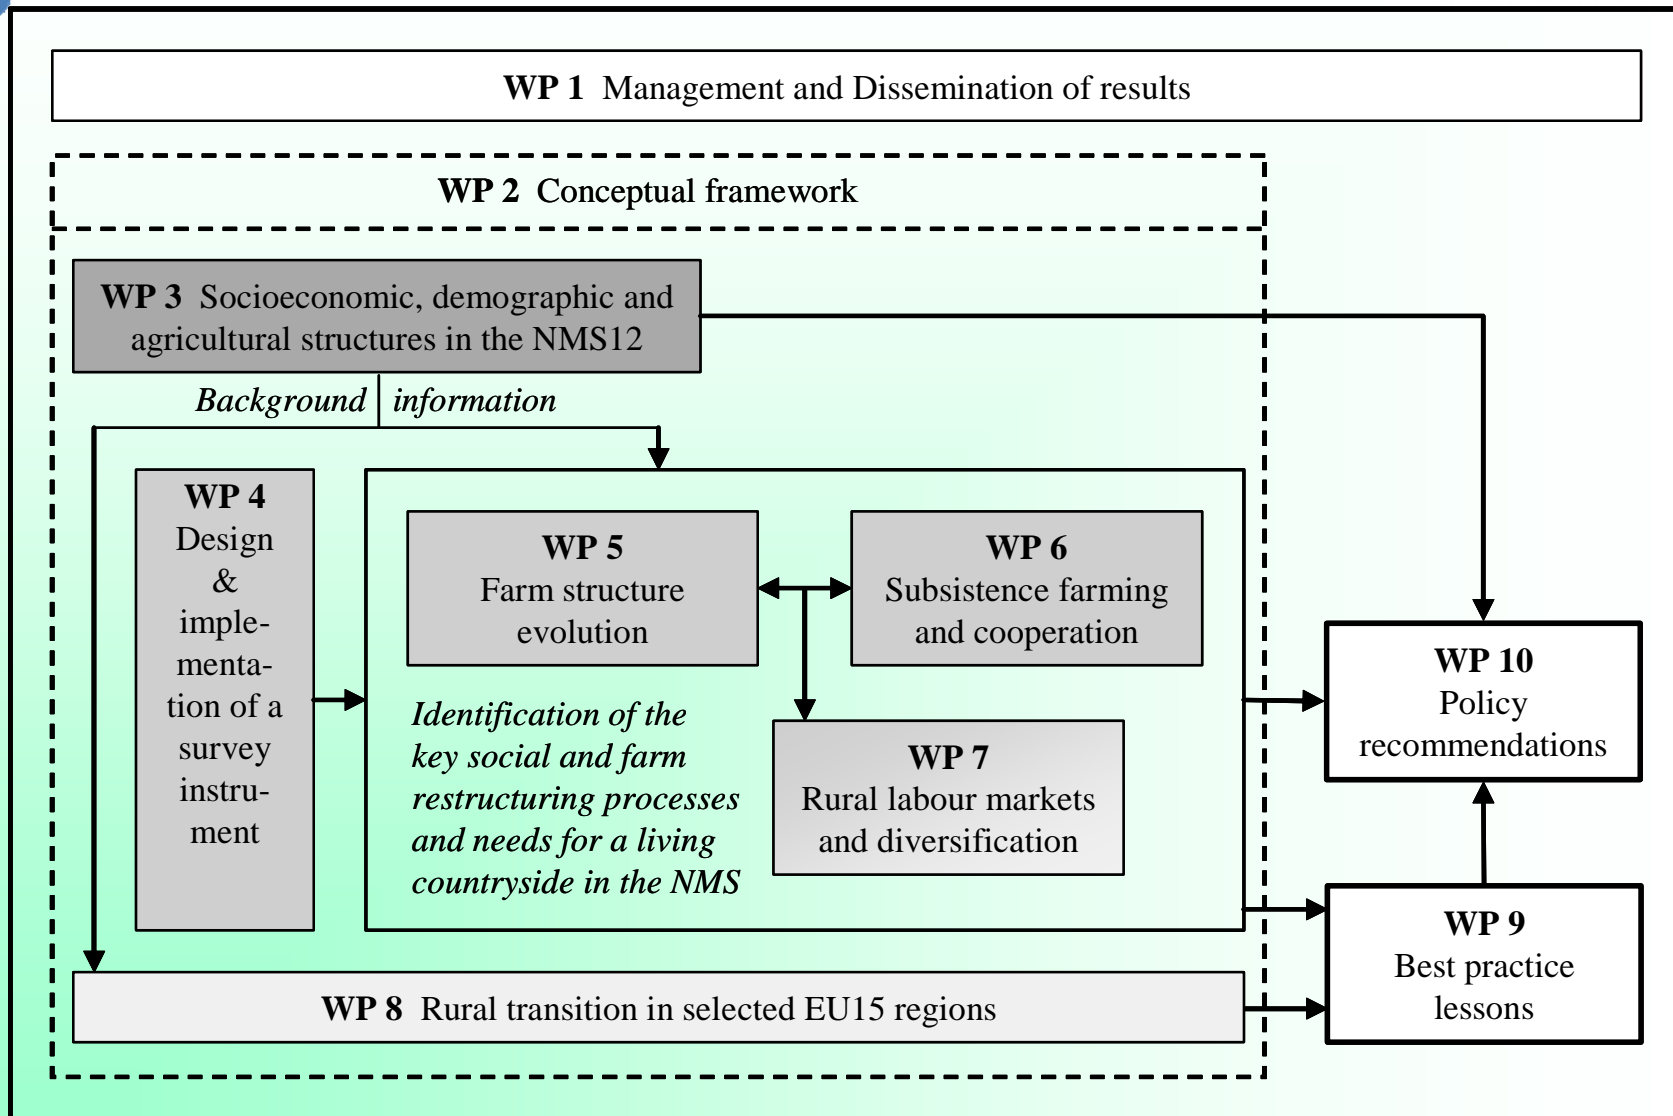 WP 1 Management and Dissemination of results
WP 2 Conceptual framework
WP 3 Socioeconomic, demographic and
agricultural structures in the NMS12
Background information
WP 4
Design
&
imple-
menta-
tion of a
survey
instru-
ment
WP 5
Farm structure
evolution
WP 6
Subsistence farming
and cooperation
Identification of the
key social and farm
restructuring processes
and needs for a living
countryside in the NMS
WP 7
Rural labour markets
and diversification
WP 8 Rural transition in selected EU15 regions
WP 10
Policy
recommendations
WP 9
Best practice
lessons